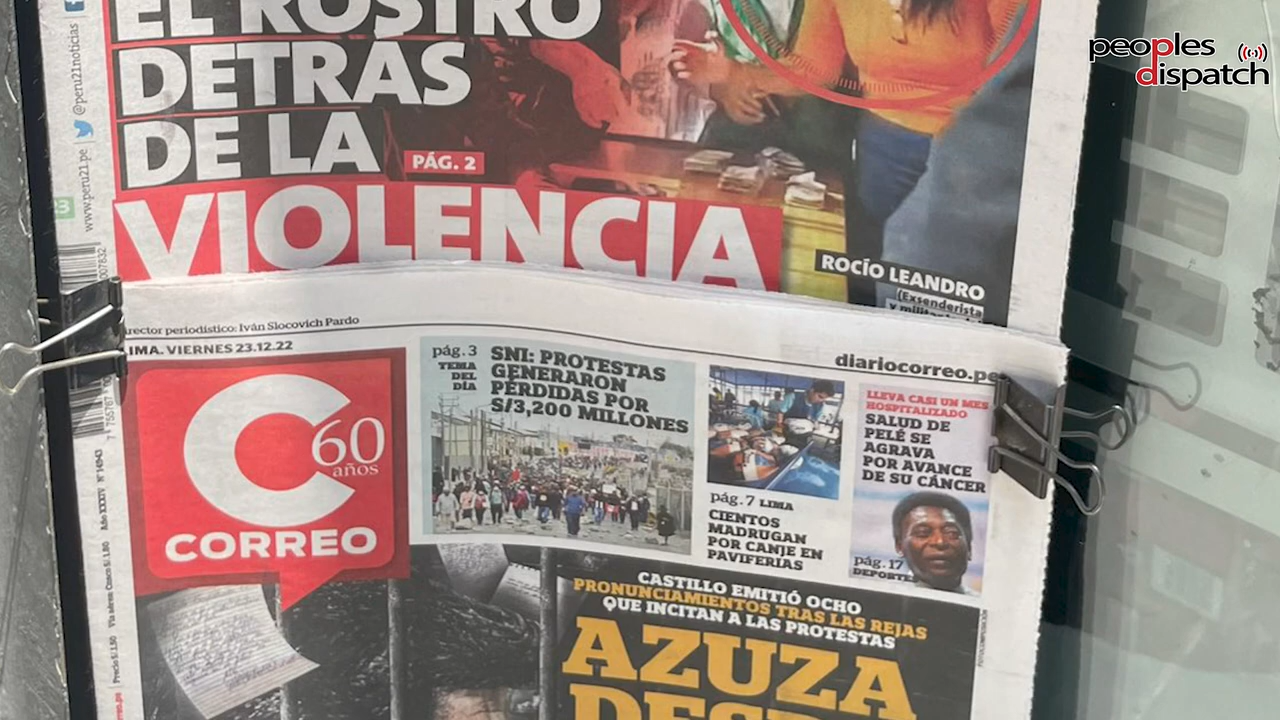 peoples
dispatch
EL ROSTRO
DETRÁS
DE LA
PÁG. 2
VIOLENCIA
ROCÍO LEANDRO
(Exsenderista
@peru21noticias
www.peru21.pe
director periodístico: Iván Slocovich Pardo
LIMA. VIERNES 23.12.22
diariocorreo.pe
C
60
años
CORREO
pág. 3
TEMA
DEL
DÍA
SNI: PROTESTAS
GENERARON
PÉRDIDAS POR
S/3,200 MILLONES
pág. 7 LIMA
CIENTOS
MADRUGAN
POR CANJE EN
PAVIFERIAS
LLEVA CASI UN MES
HOSPITALIZADO
SALUD DE
PELÉ SE
AGRAVA
POR AVANCE
DE SU CÁNCER
pág. 17
DEPORTES
CASTILLO EMITIÓ OCHO
PRONUNCIAMIENTOS TRAS LAS REJAS
QUE INCITAN A LAS PROTESTAS
AZUZA